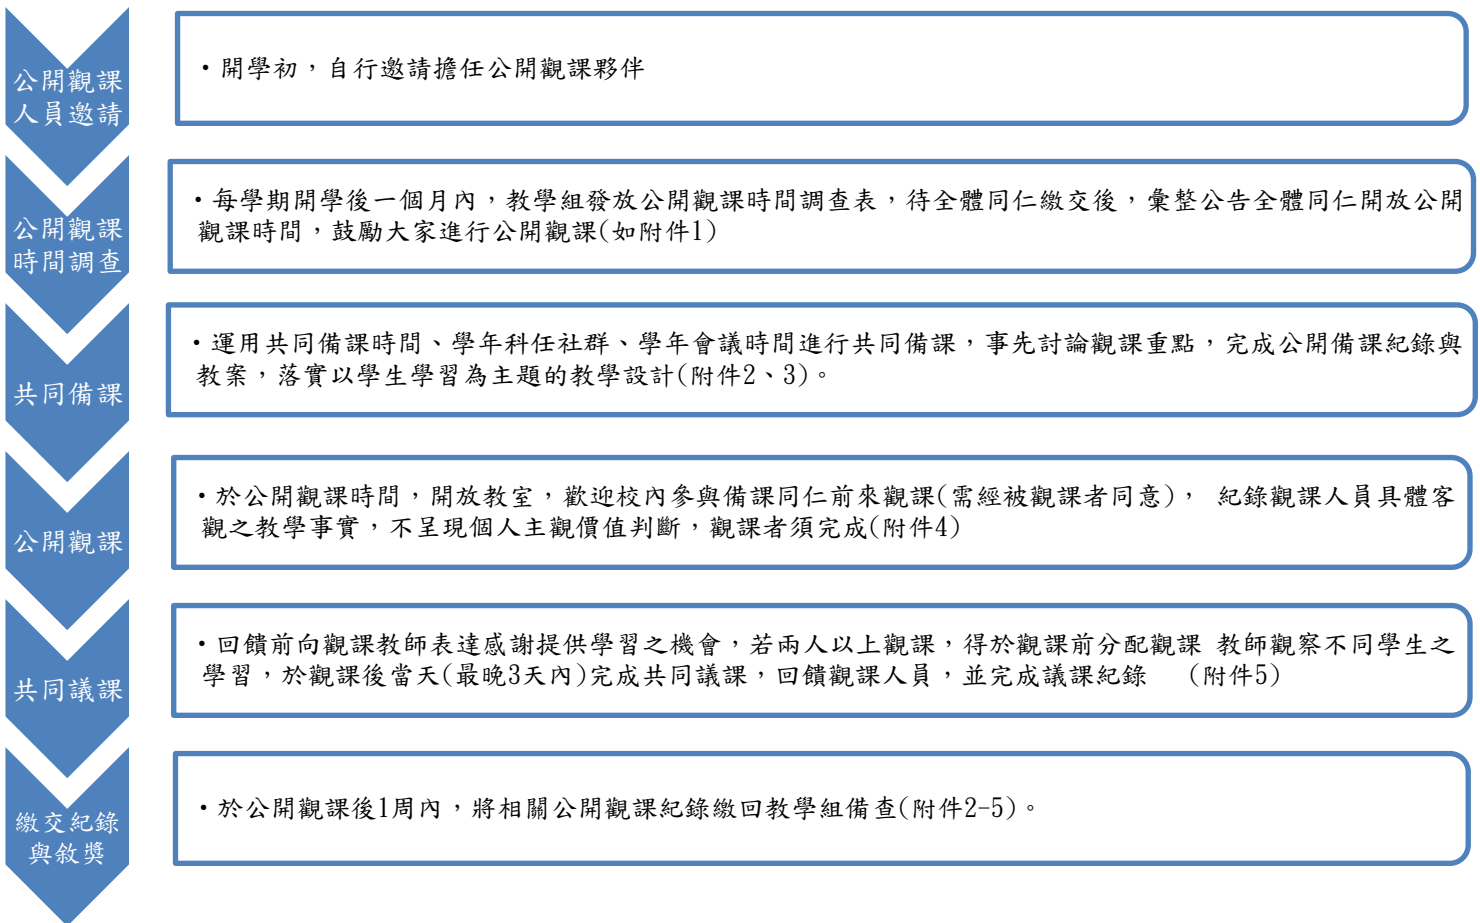 公開觀課
人員邀請
•開學初，自行邀請擔任公開觀課夥伴
公開觀課
時間調查
•每學期開學後一個月內，教學組發放公開觀課時間調查表，待全體同仁繳交後，彙整公告全體同仁開放公開
觀課時間，鼓勵大家進行公開觀課(如附件1)
共同備課
•運用共同備課時間、學年科任社群、學年會議時間進行共同備課，事先討論觀課重點，完成公開備課紀錄與
教案，落實以學生學習為主題的教學設計(附件2、3)。
公開觀課
•於公開觀課時間，開放教室，歡迎校內參與備課同仁前來觀課(需經被觀課者同意)， 紀錄觀課人員具體客
觀之教學事實，不呈現個人主觀價值判斷，觀課者須完成(附件4)
共同議課
•回饋前向觀課教師表達感謝提供學習之機會，若兩人以上觀課，得於觀課前分配觀課 教師觀察不同學生之
學習，於觀課後當天(最晚3天內)完成共同議課，回饋觀課人員，並完成議課紀錄 (附件5)
繳交紀錄
與敘獎
•於公開觀課後1周內，將相關公開觀課紀錄繳回教學組備查(附件2-5)。